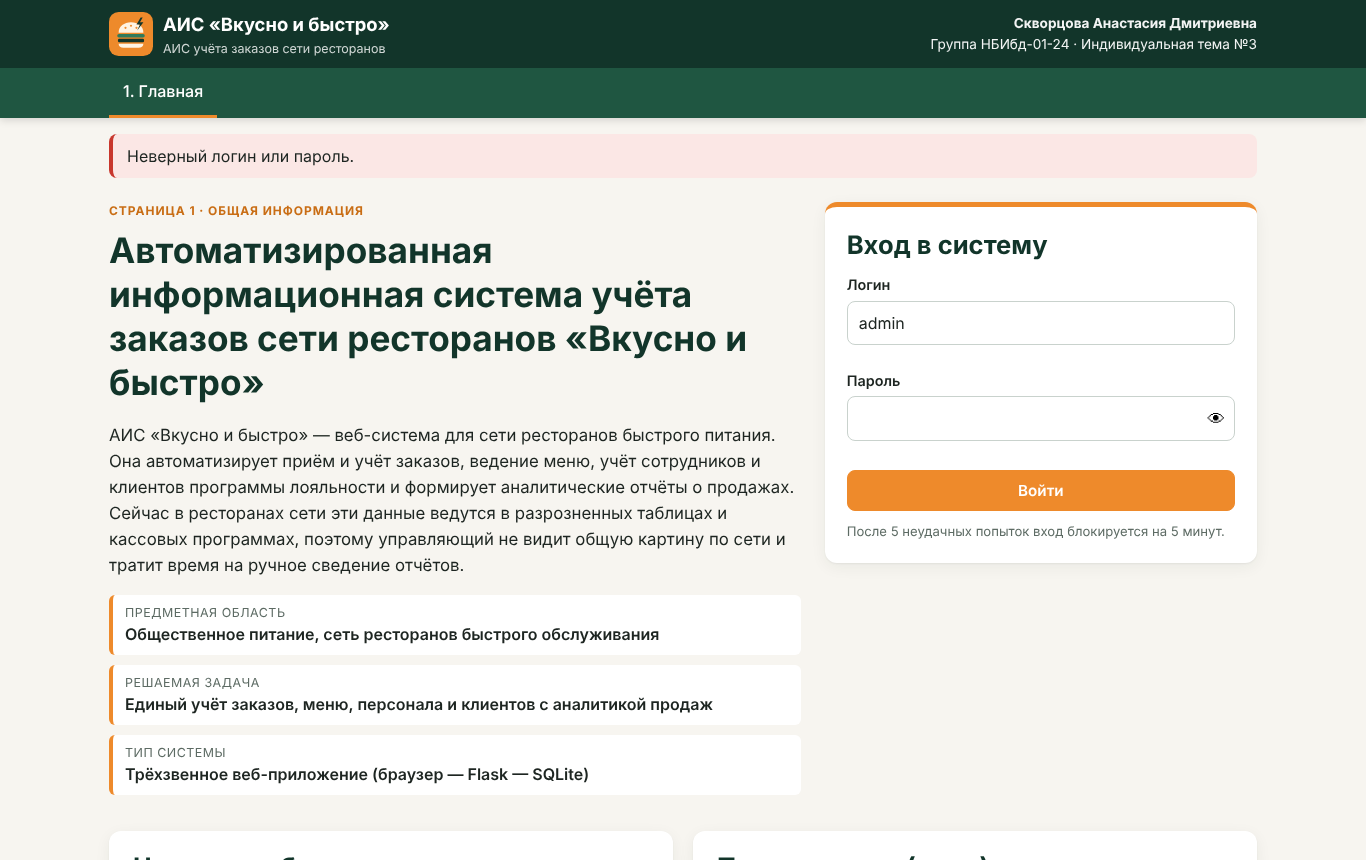 АИС «Вкусно и быстро»
АИС учёта заказов сети ресторанов
Скворцова Анастасия Дмитриевна
Группа НБИбд-01-24 · Индивидуальная тема №3
1. Главная
Неверный логин или пароль.
СТРАНИЦА 1 · ОБЩАЯ ИНФОРМАЦИЯ
Автоматизированная
информационная система учёта
заказов сети ресторанов «Вкусно и
быстро»
АИС «Вкусно и быстро» — веб-система для сети ресторанов быстрого питания.
Она автоматизирует приём и учёт заказов, ведение меню, учёт сотрудников и
клиентов программы лояльности и формирует аналитические отчёты о продажах.
Сейчас в ресторанах сети эти данные ведутся в разрозненных таблицах и
кассовых программах, поэтому управляющий не видит общую картину по сети и
тратит время на ручное сведение отчётов.
ПРЕДМЕТНАЯ ОБЛАСТЬ
Общественное питание, сеть ресторанов быстрого обслуживания
РЕШАЕМАЯ ЗАДАЧА
Единый учёт заказов, меню, персонала и клиентов с аналитикой продаж
ТИП СИСТЕМЫ
Трёхзвенное веб-приложение (браузер — Flask — SQLite)
Вход в систему
Логин
admin
Пароль
Войти
После 5 неудачных попыток вход блокируется на 5 минут.